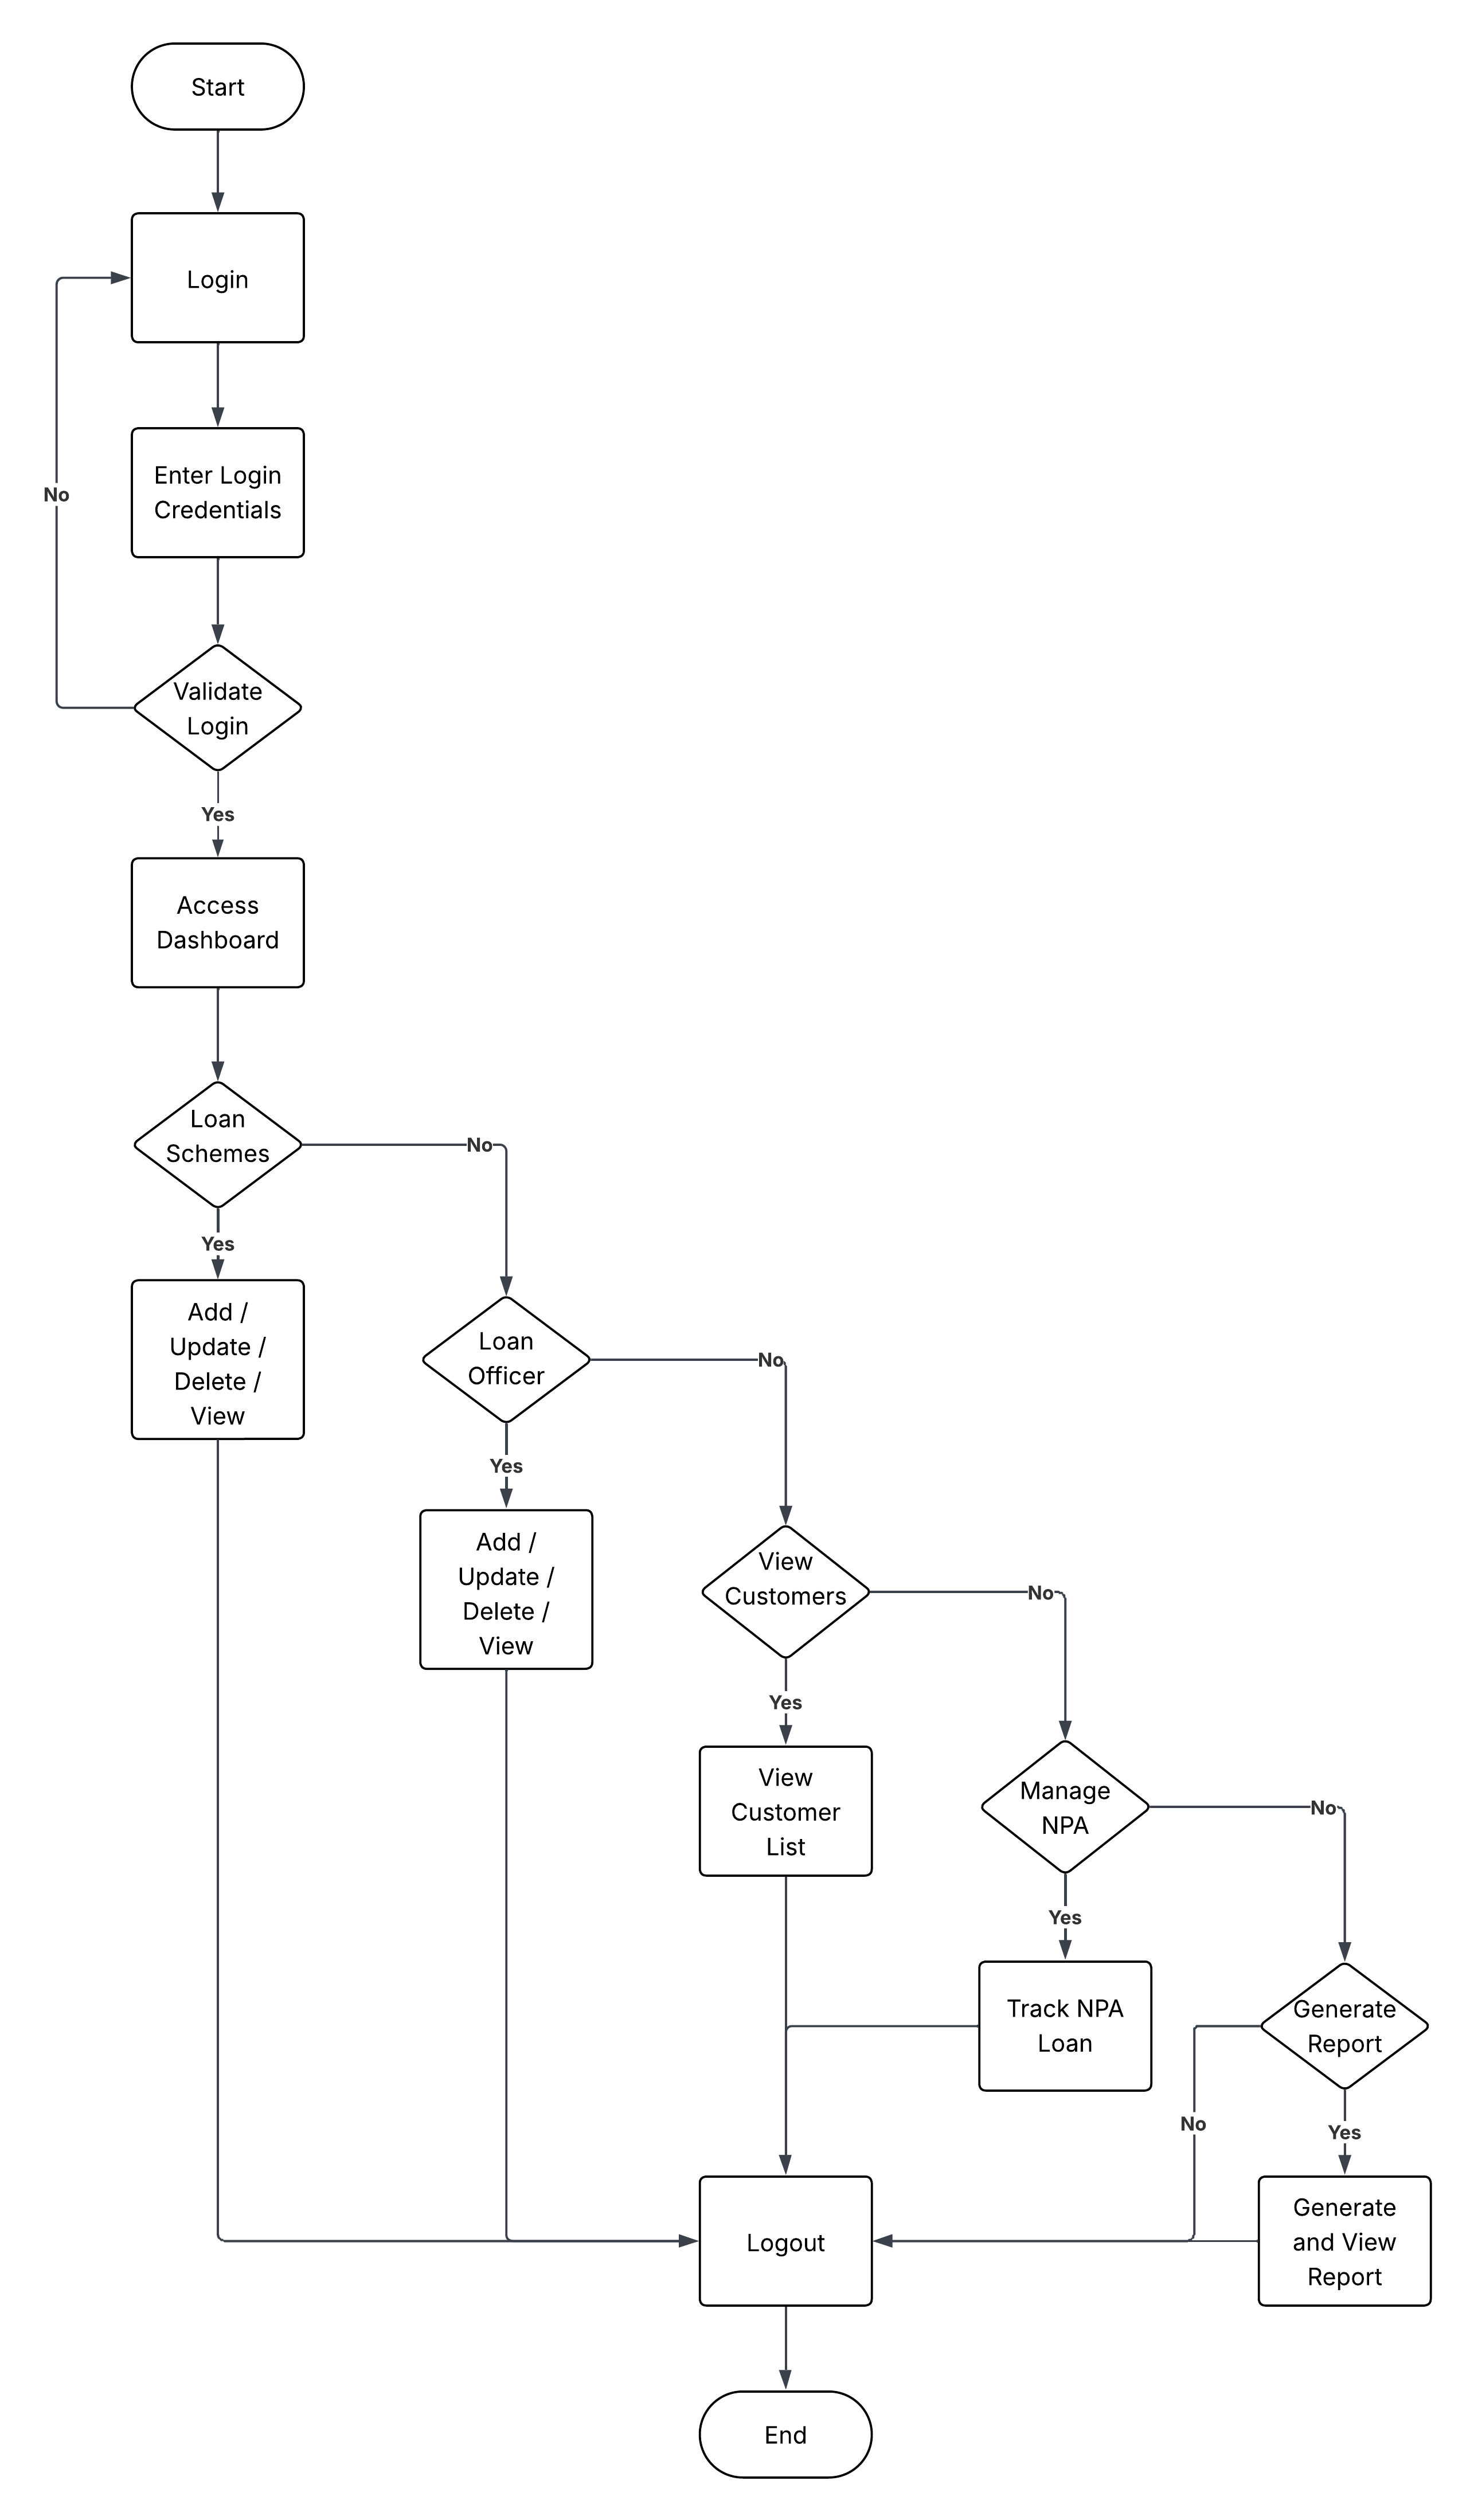 Start
Login
No
Enter Login
Credentials
Validate
Login
Yes
Access
Dashboard
Loan
Schemes
No
Yes
Add /
Update /
Delete /
View
Loan
Officer
No
Yes
Add /
Update /
Delete /
View
View
Customers
No
Yes
View
Customer
List
Manage
NPA
No
Yes
Track NPA
Loan
Generate
Report
No
Yes
Generate
and View
Report
Logout
End